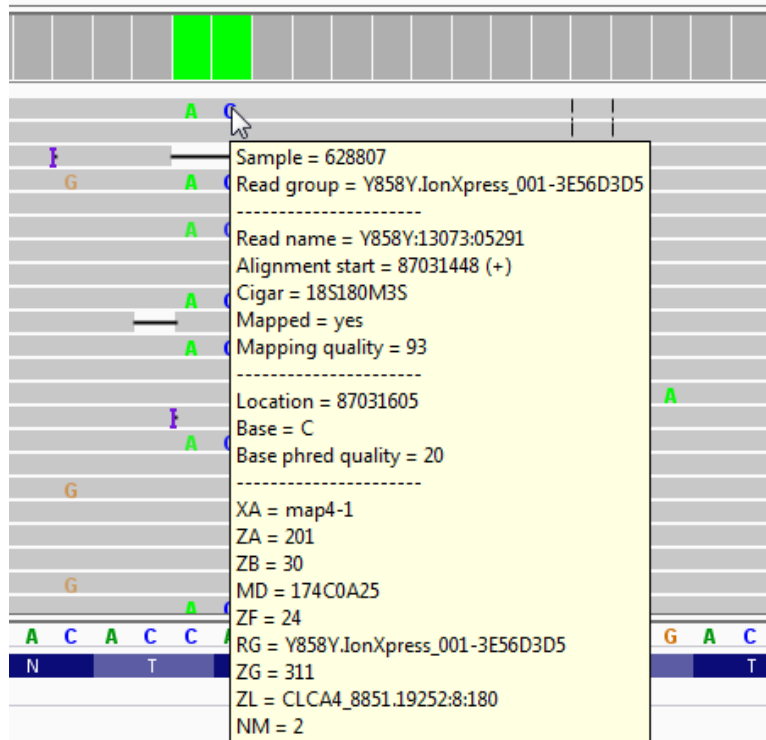 A C
Sample = 628807
G A C
Read group = Y858Y.IonXpress_001-3E56D3D5
----------------------
A C
Read name = Y858Y:13073:05291
Alignment start = 87031448 (+)
Cigar = 18S180M3S
A C
Mapped = yes
A C
Mapping quality = 93
----------------------
Location = 87031605
A
Base = C
A C
Base phred quality = 20
----------------------
G
XA = map4-1
ZA = 201
ZB = 30
G
MD = 174C0A25
A C
ZF = 24
A C A C C A
RG = Y858Y.IonXpress_001-3E56D3D5
G A C
N T
ZG = 311
T
ZL = CLCA4_8851.19252:8:180
NM = 2